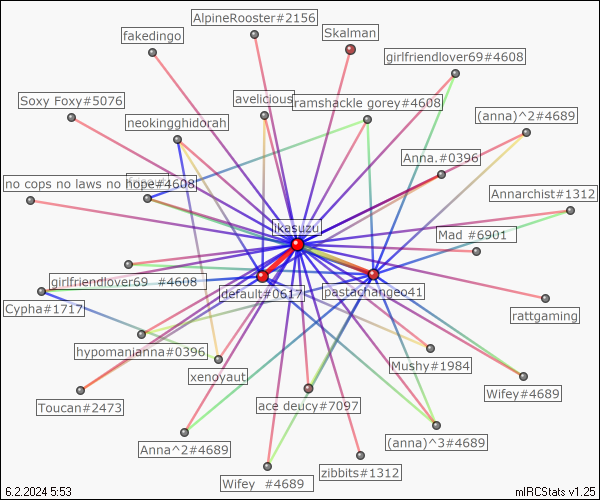 AlpineRooster#2156
fakedingo
Skalman
girlfriendlover69#4608
Soxy Foxy#5076
avelicious
ramshackle gorey#4608
neokingghidorah
(anna)^2#4689
Anna.#0396
no cops no laws no hope#4608
Annarchist#1312
ikasuzu
Mad #6901
girlfriendlover69 #4608
default#0617
pastachangeo41
Cypha#1717
rattgaming
hypomanianna#0396
xenoyaut
Mushy#1984
Wifey#4689
Toucan#2473
ace deucy#7097
Anna^2#4689
(anna)^3#4689
zibbits#1312
Wifey #4689
6.2.2024 5:53
mIRCStats v1.25